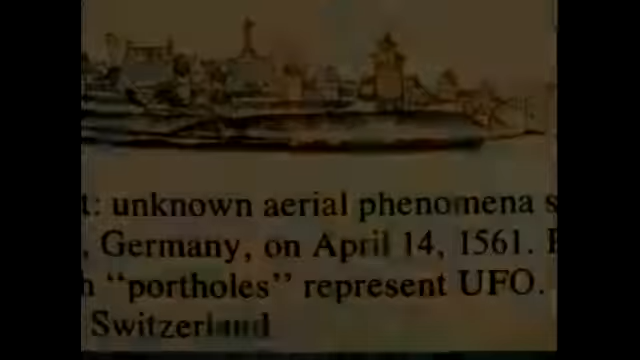 t: unknown aerial phenomena s
, Germany, on April 14, 1561.
h “portholes” represent UFO.
Switzerland